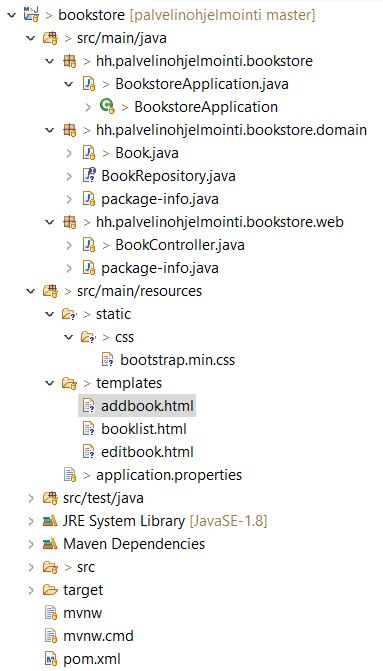 bookstore [palvelinohjelmointi master]
> src/main/java
> hh.palvelinohjelmointi.bookstore
> BookstoreApplication.java
> BookstoreApplication
> hh.palvelinohjelmointi.bookstore.domain
> Book.java
BookRepository.java
package-info.java
> hh.palvelinohjelmointi.bookstore.web
> BookController.java
package-info.java
> src/main/resources
> static
> css
bootstrap.min.css
> templates
addbook.html
booklist.html
editbook.html
> application.properties
src/test/java
JRE System Library [JavaSE-1.8]
Maven Dependencies
> src
target
mvnw
mvnw.cmd
pom.xml